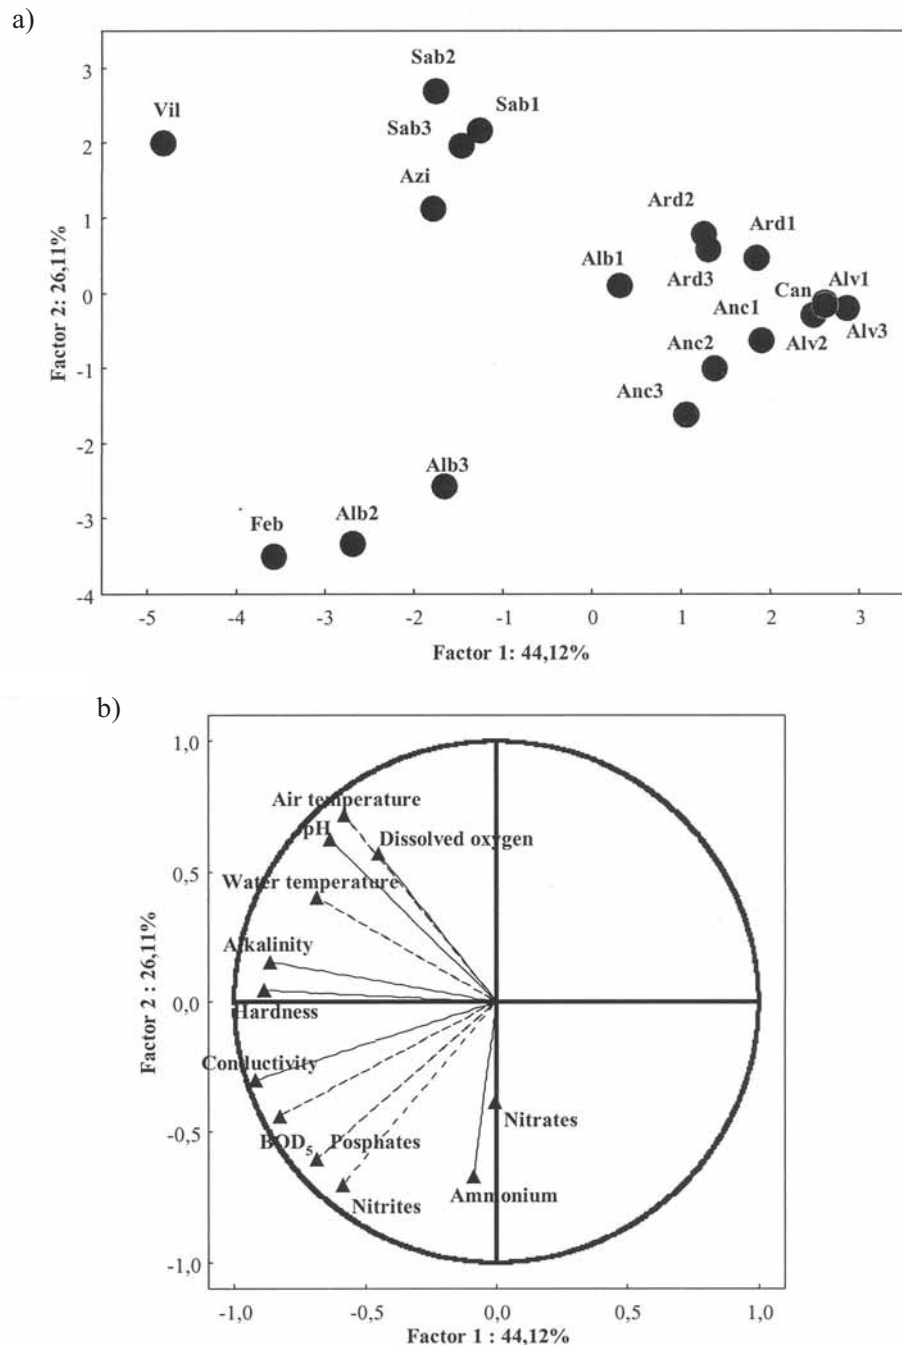 a)
3
2
1
0
-1
-2
-3
-4
Factor 2: 26,11%
Sab2
Vil
Sab1
Sab3
Azi
Ard2
Ard1
Alb1
Ard3
Can
Alv1
Anc1
Alv2
Alv3
Anc2
Anc3
Alb3
Alb2
Feb
-5 -4 -3 -2 -1 0 1 2 3
Factor 1: 44,12%
b)
1,0
0,5
0,0
-0,5
-1,0
Factor 2 : 26,11%
Air temperature
pH
Dissolved oxygen
Water temperature
Alkalinity
Hardness
Conductivity
BOD5
Posphates
Nitrites
Nitrates
Ammonium
-1,0 -0,5 0,0 0,5 1,0
Factor 1 : 44,12%